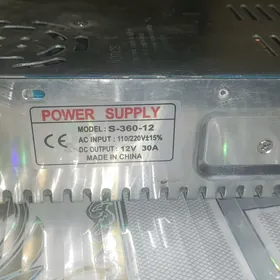 POWER SUPPLY
MODEL: S-360-12
CE AC INPUT : 110/220V±15%
DC OUTPUT : 12V 30A
MADE IN CHINA